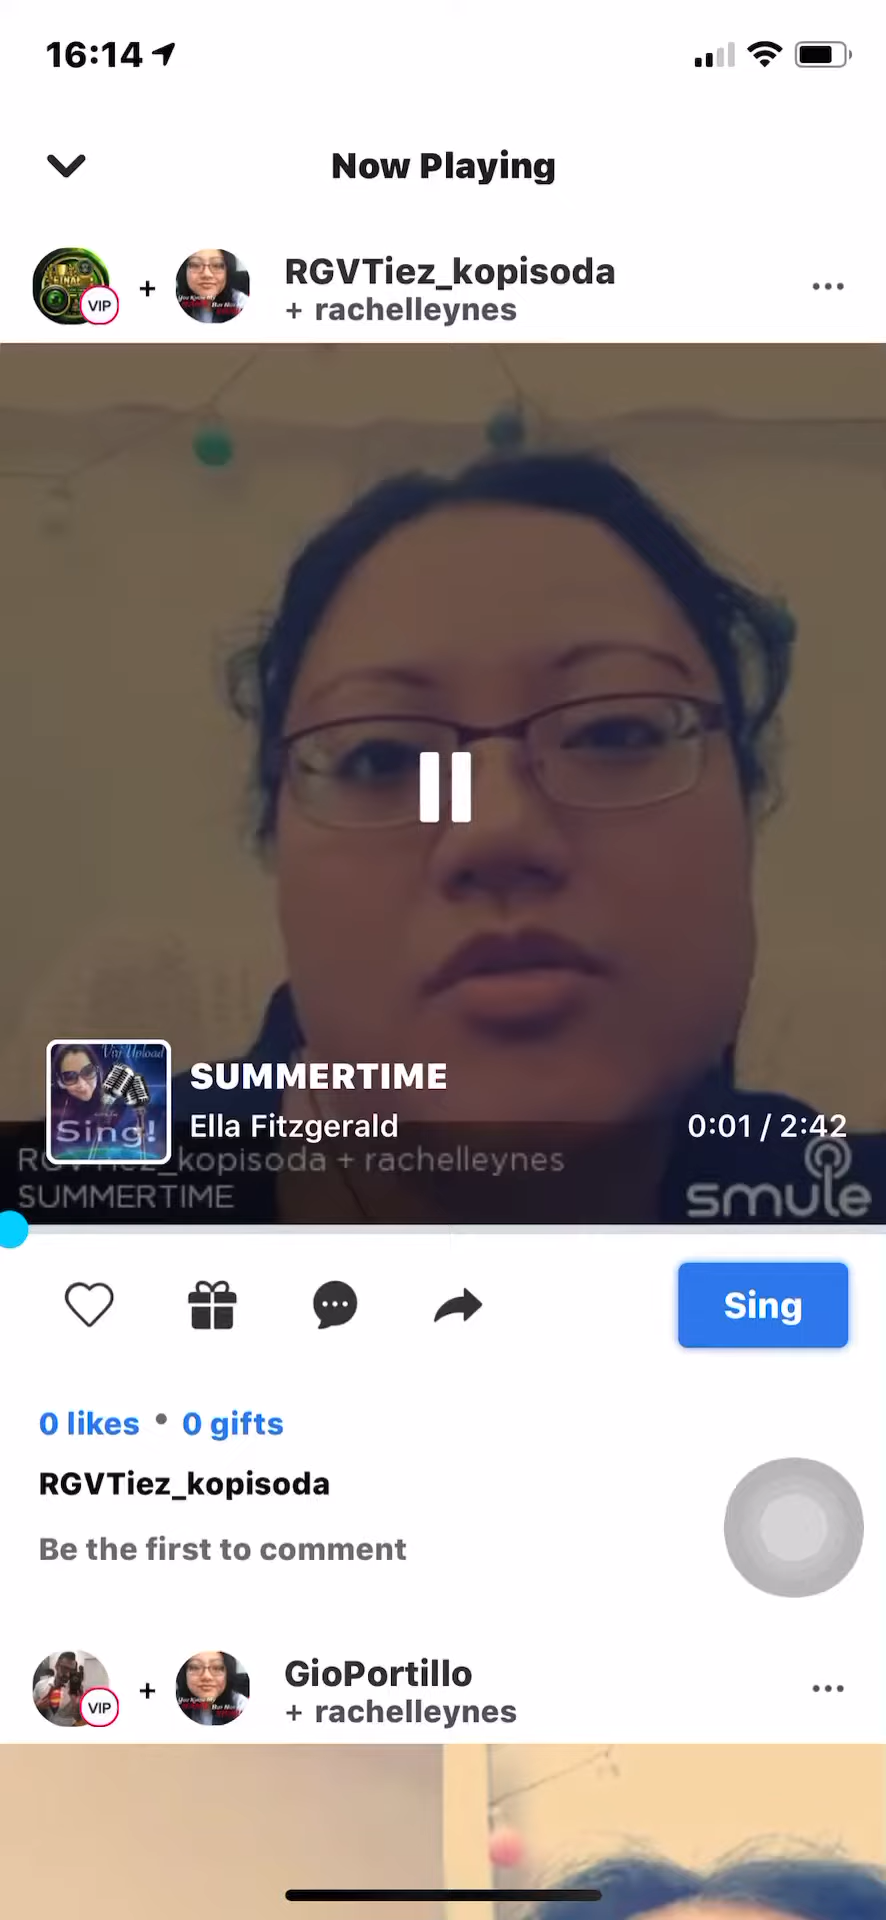 16:14
Now Playing
VIP
+
RGVTiez_kopisoda
+ rachelleynes
...
Sing!
SUMMERTIME
Ella Fitzgerald
0:01 / 2:42
kopisoda + rachelleynes
SUMMERTIME
smule
Sing
0 likes • 0 gifts
RGVTiez_kopisoda
Be the first to comment
VIP
+
GioPortillo
+ rachelleynes
...